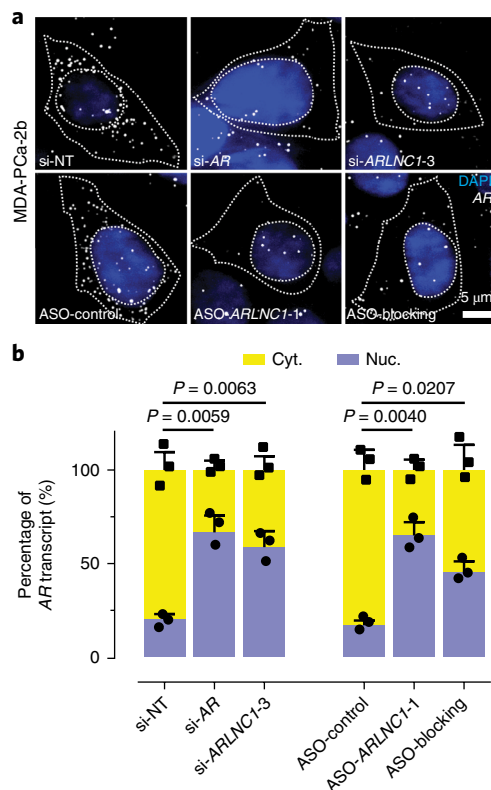 a
MDA-PCa-2b
si-NT
si-AR
si-ARLNC1-3
DAPI
AR
ASO-control
ASO-ARLNC1-1
ASO-blocking
5 μm
b
Cyt.
Nuc.
P = 0.0063
P = 0.0207
P = 0.0059
P = 0.0040
Percentage of
AR transcript (%)
100
50
0
si-NT
si-AR
si-ARLNC1-3
ASO-control
ASO-ARLNC1-1
ASO-blocking